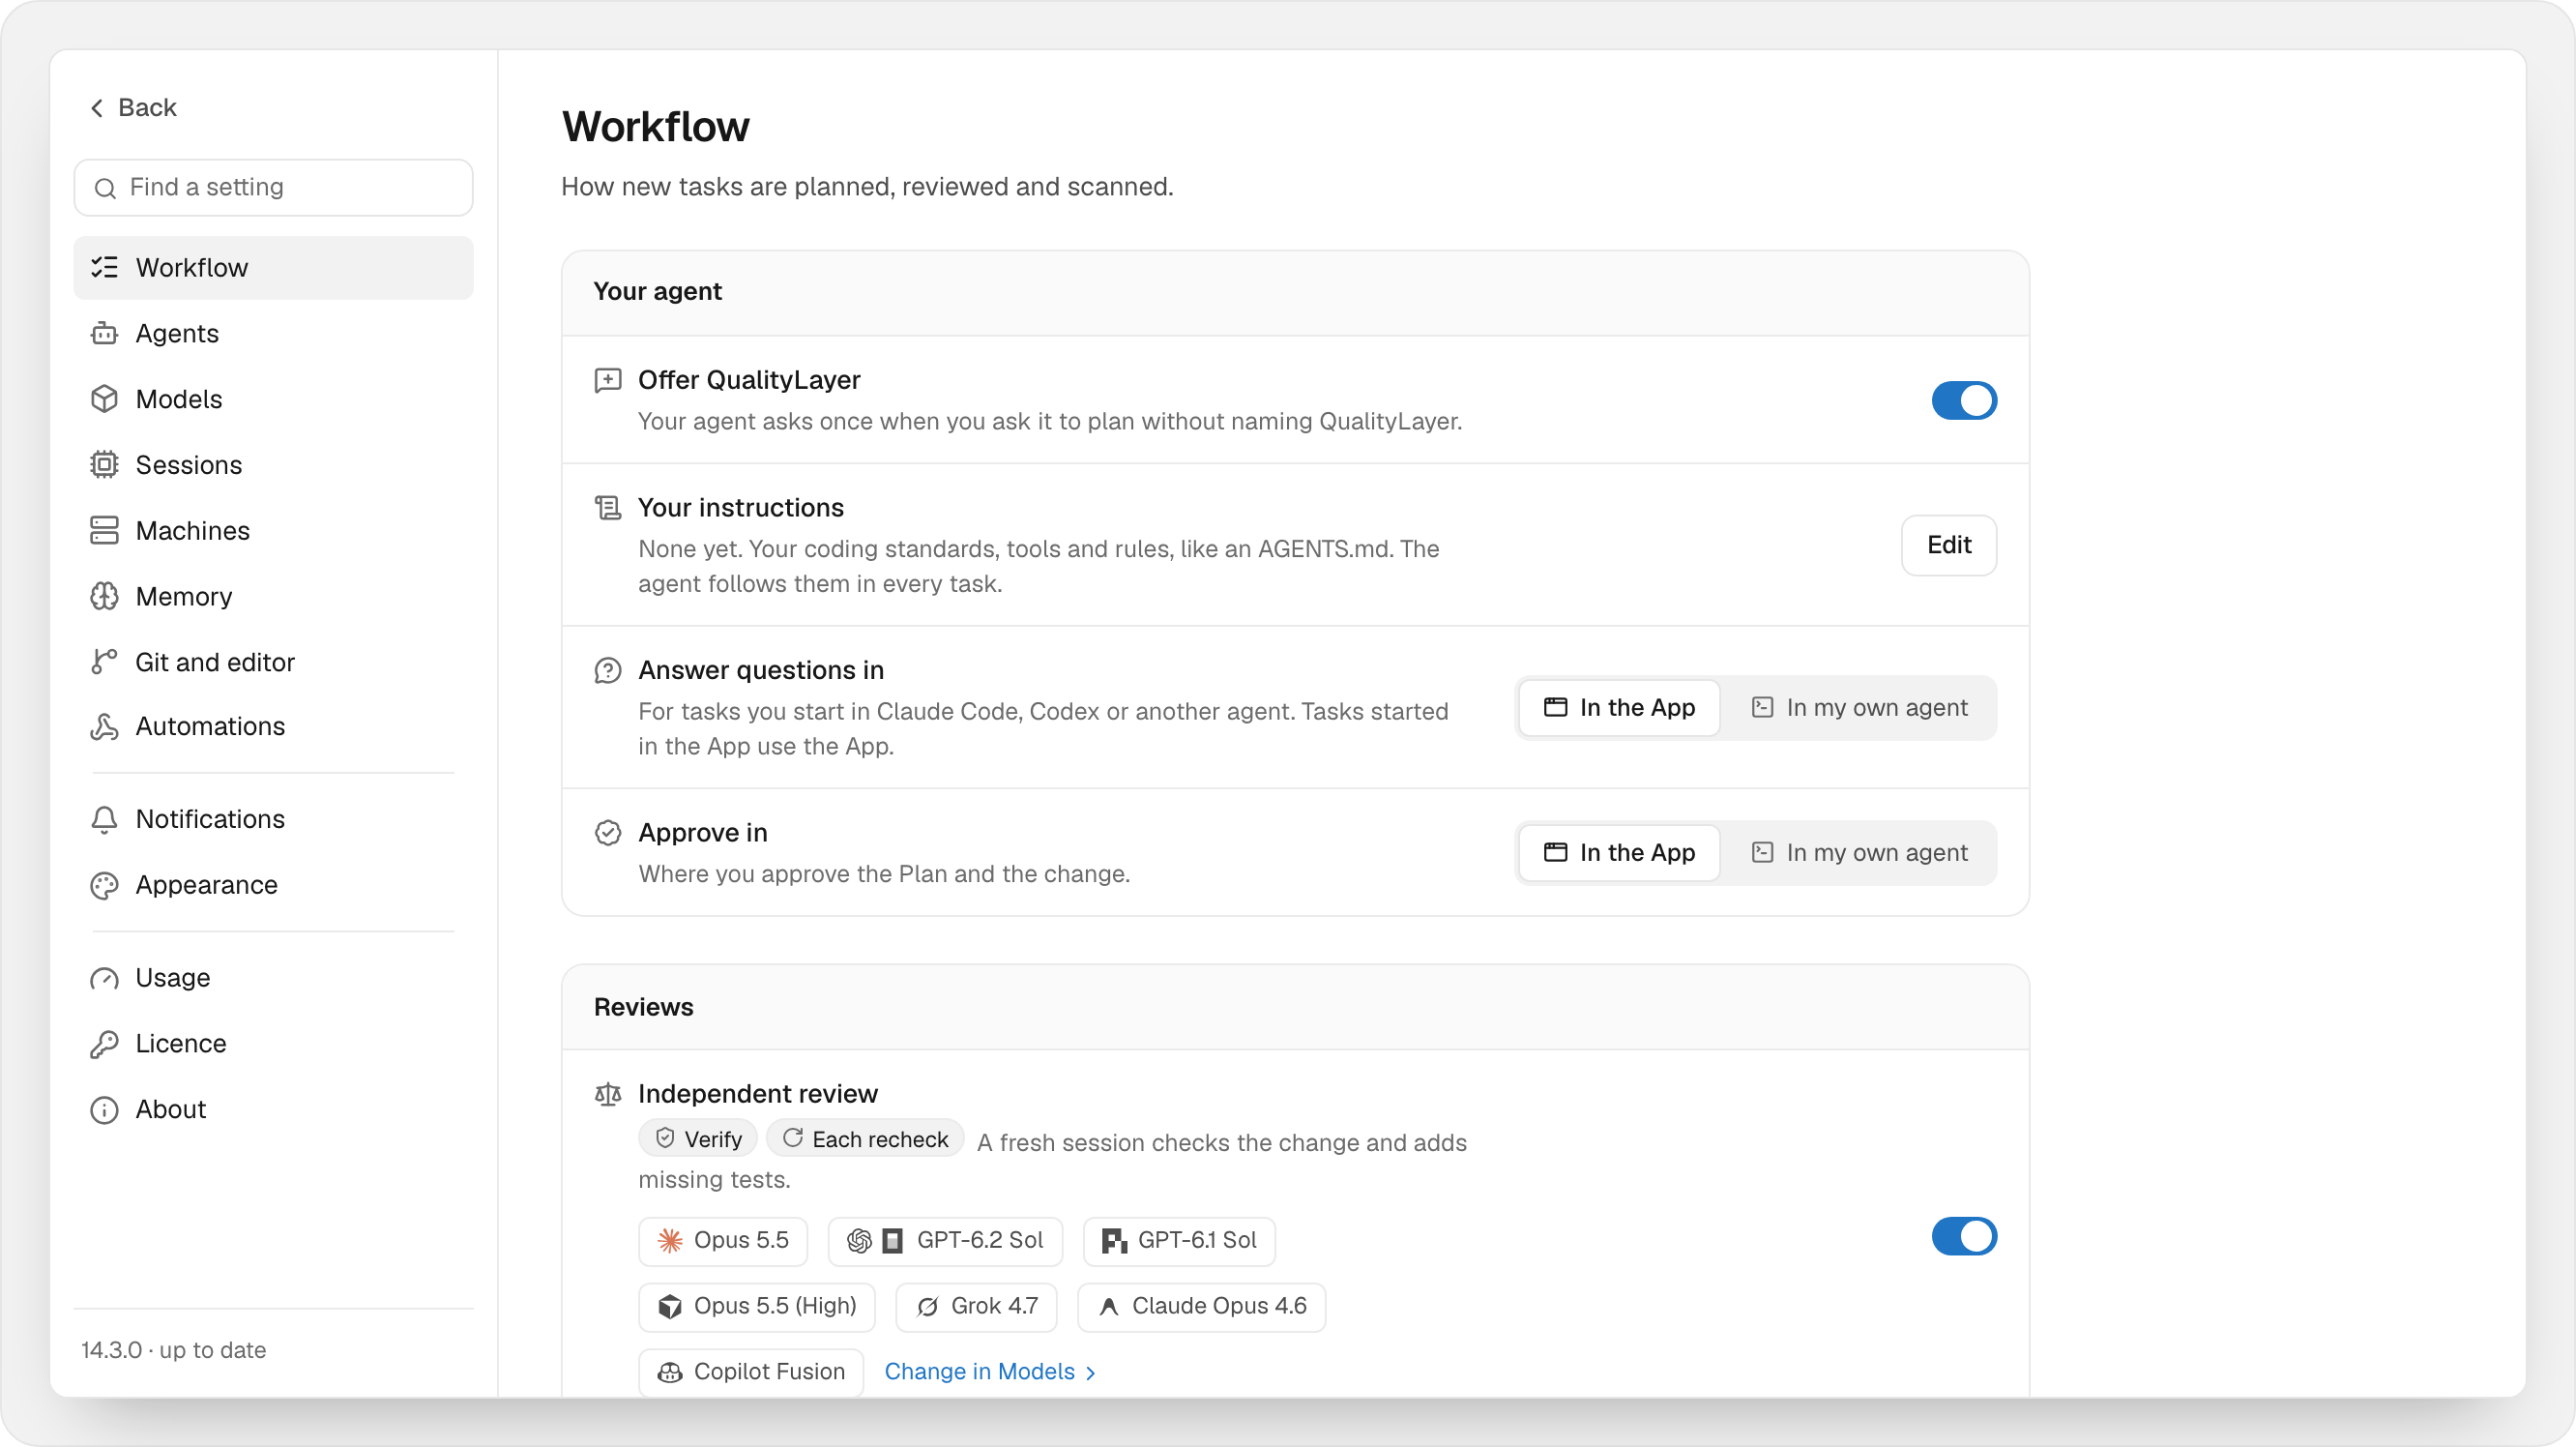 Back
Find a setting
Workflow
Agents
Models
Sessions
Machines
Memory
Git and editor
Automations
Notifications
Appearance
Usage
Licence
About
14.3.0 · up to date
Workflow
How new tasks are planned, reviewed and scanned.
Your agent
Offer QualityLayer
Your agent asks once when you ask it to plan without naming QualityLayer.
Your instructions
None yet. Your coding standards, tools and rules, like an AGENTS.md. The
agent follows them in every task.
Edit
Answer questions in
For tasks you start in Claude Code, Codex or another agent. Tasks started
in the App use the App.
In the App In my own agent
Approve in
Where you approve the Plan and the change.
In the App In my own agent
Reviews
Independent review
Verify Each recheck A fresh session checks the change and adds
missing tests.
Opus 5.5 GPT-6.2 Sol GPT-6.1 Sol
Opus 5.5 (High) Grok 4.7 Claude Opus 4.6
Copilot Fusion Change in Models